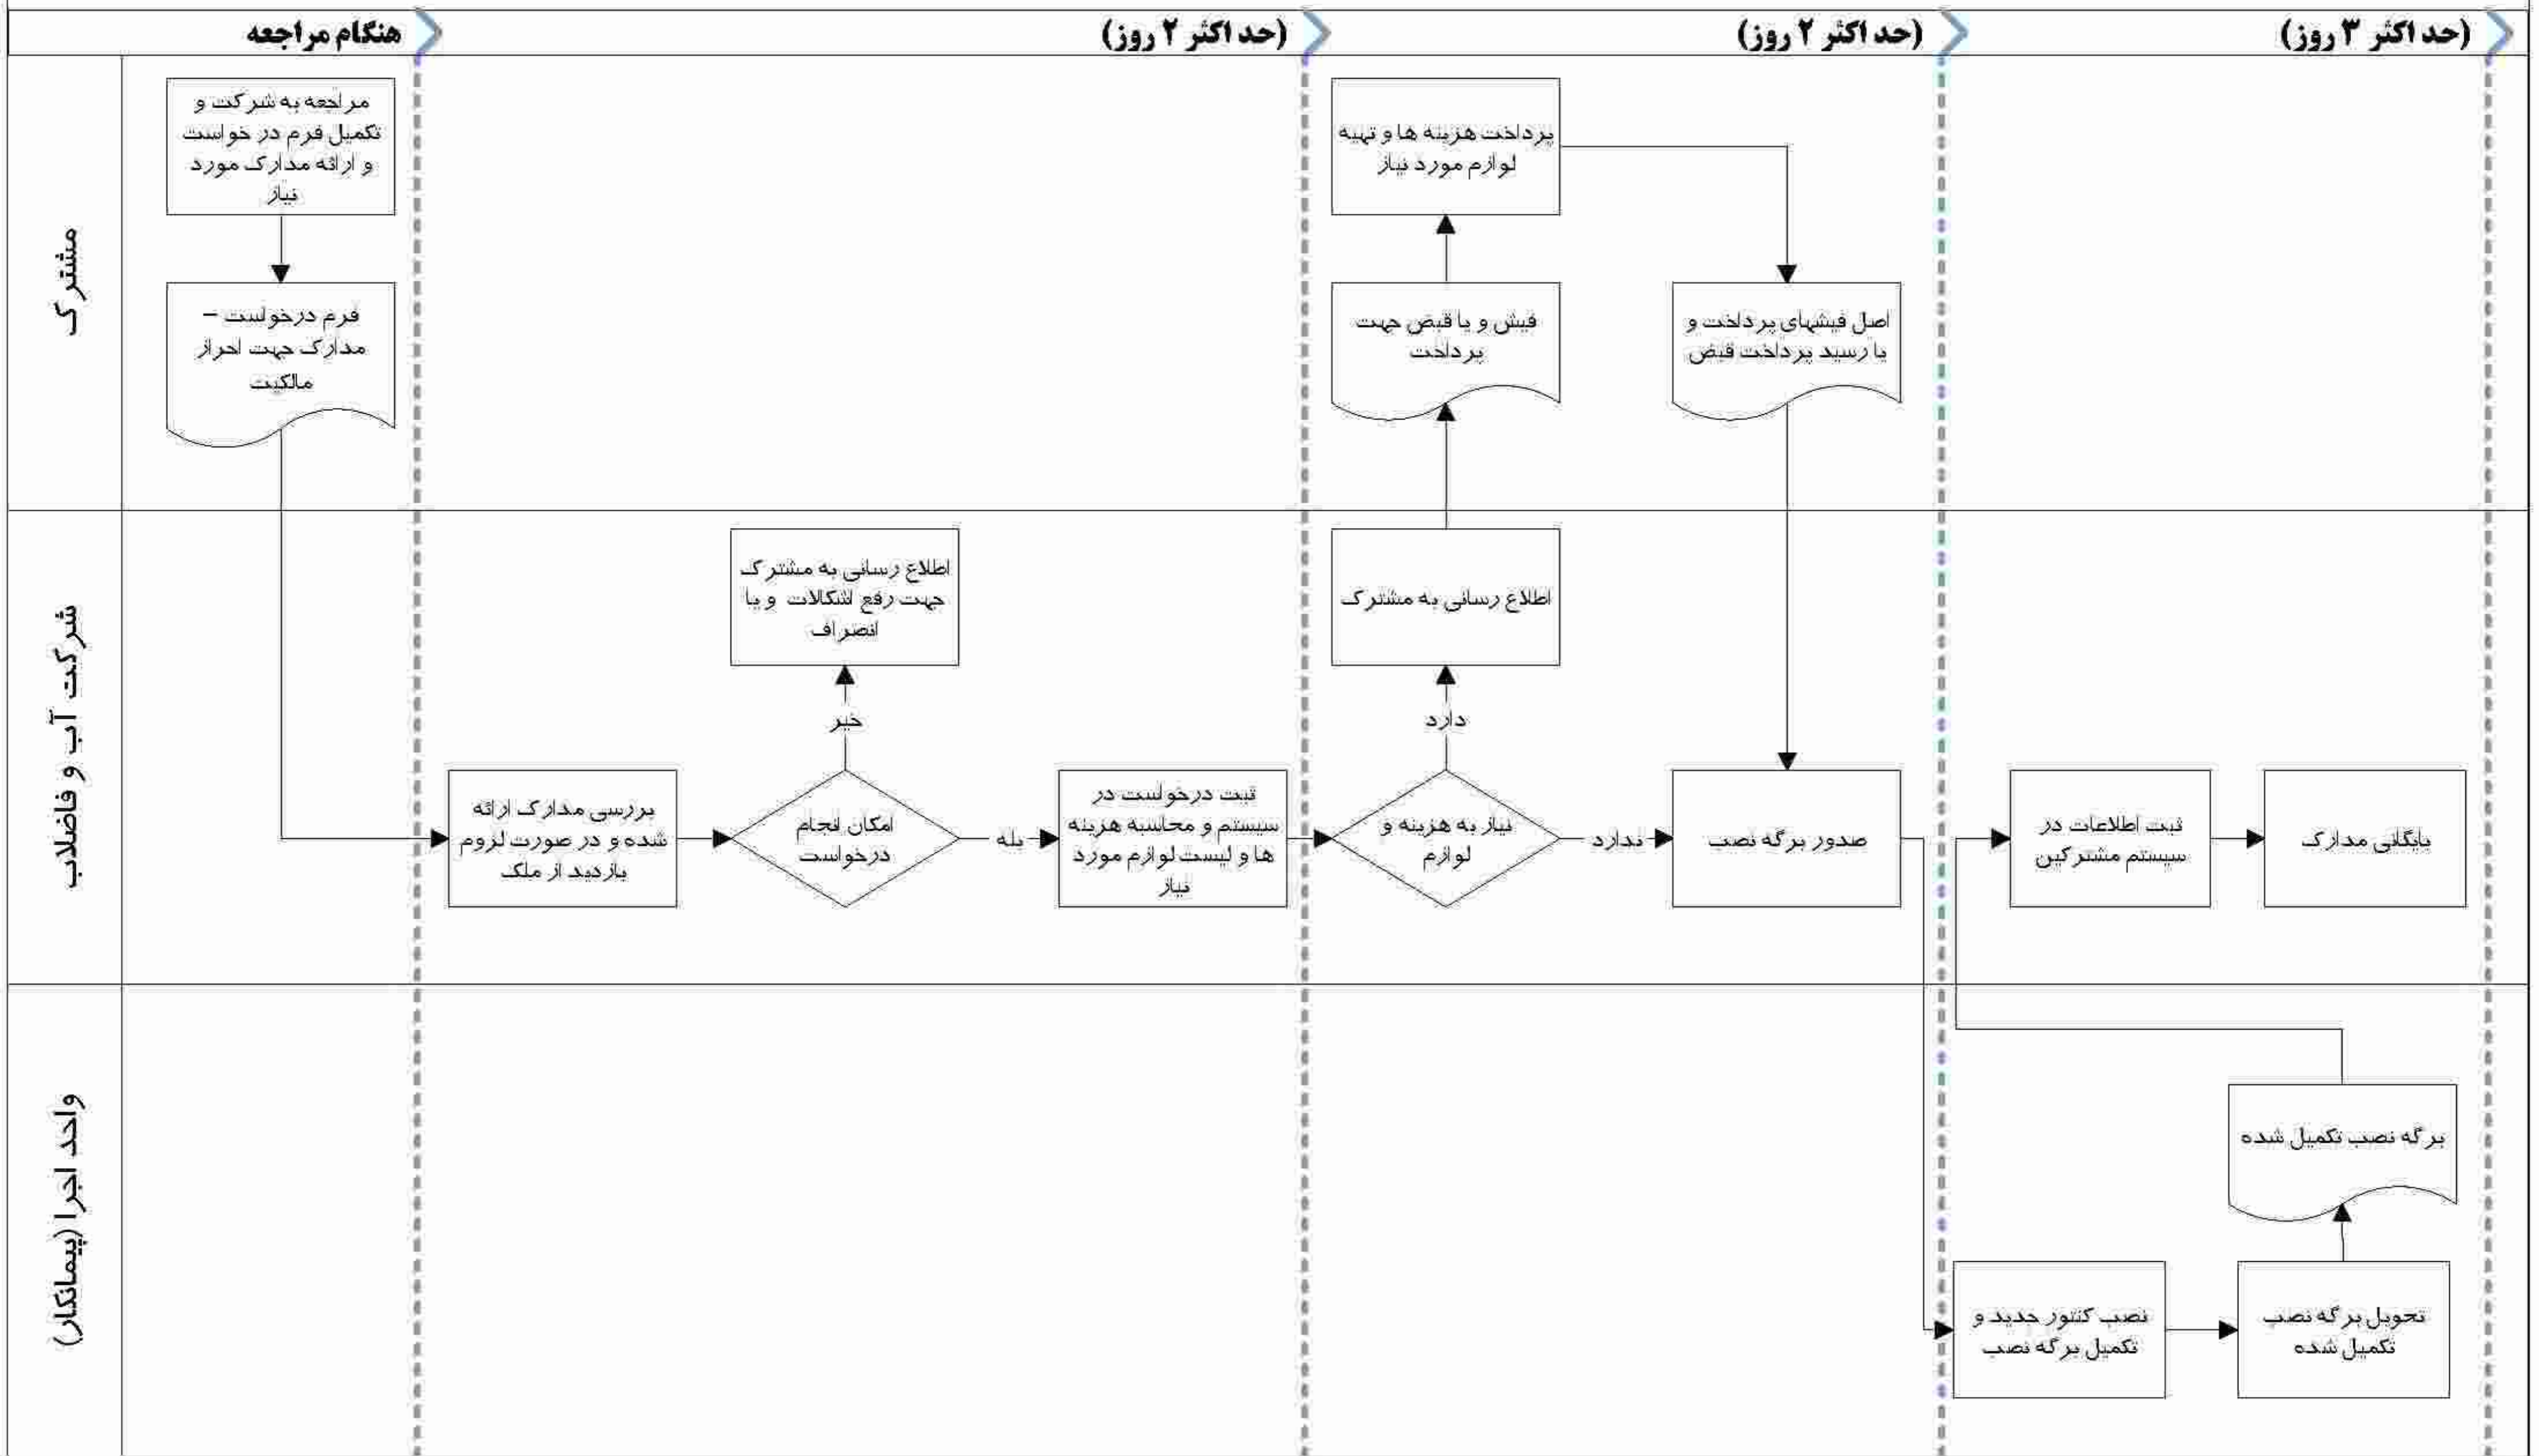 هنگام مراجعه
(حد اکثر ۲ روز)
(حد اکثر ۲ روز)
(حد اکثر ۳ روز)
مشترک
مراجعه به شرکت و
تکمیل فرم در خواست
و ارائه مدارک مورد
نیاز
فرم درخواست –
مدارک جهت احراز
مالکیت
پرداخت هزینه ها و تهیه
لوازم مورد نیاز
فیش و یا قبض جهت
پرداخت
اصل فیشهای پرداخت و
یا رسید پرداخت قبض
شرکت آب و فاضلاب
بررسی مدارک ارائه
شده و در صورت لزوم
بازدید از ملک
امکان انجام
درخواست
خیر
اطلاع رسانی به مشترک
جهت رفع اشکالات و یا
انصراف
بله
ثبت درخواست در
سیستم و محاسبه هزینه
ها و لیست لوازم مورد
نیاز
نیاز به هزینه و
لوازم
دارد
اطلاع رسانی به مشترک
ندارد
صدور برگه نصب
ثبت اطلاعات در
سیستم مشترکین
بایگانی مدارک
واحد اجرا (پیمانکار)
نصب کنتور جدید و
تکمیل برگه نصب
تحویل برگه نصب
تکمیل شده
برگه نصب تکمیل شده